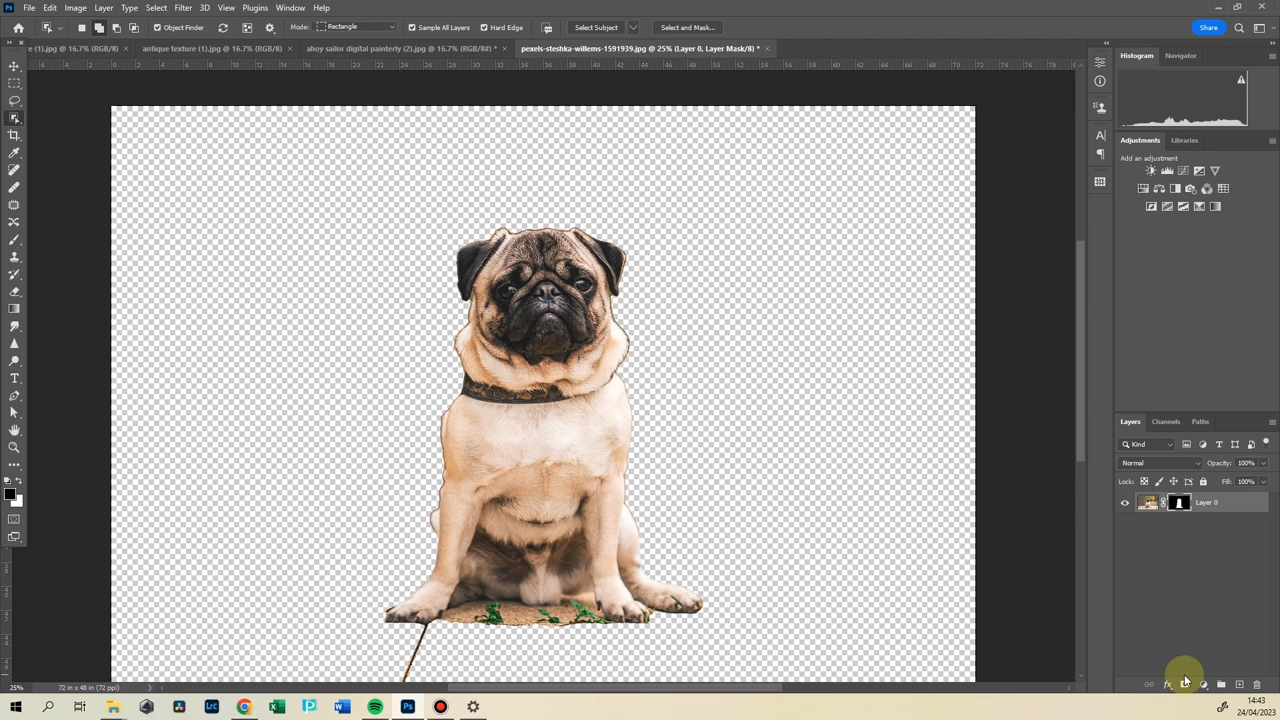 Ps File Edit Image Layer Type Select Filter 3D View Plugins Window Help
Object Finder Mode: Rectangle Sample All Layers Hard Edge Select Subject Select and Mask... Share
re (1).jpg @ 16.7% (RGB/8) × antique texture (1).jpg @ 16.7% (RGB/8) × ahoy sailor digital painterly (2).jpg @ 16.7% (RGB/8#) * × pexels-steshka-willems-1591939.jpg @ 25% (Layer 0, Layer Mask/8) * ×
Histogram Navigator
Adjustments Libraries
Add an adjustment
Layers Channels Paths
Kind
Normal Opacity: 100%
Lock: Fill: 100%
Layer 0
fx
25% 72 in x 48 in (72 ppi)
14:43
24/04/2023